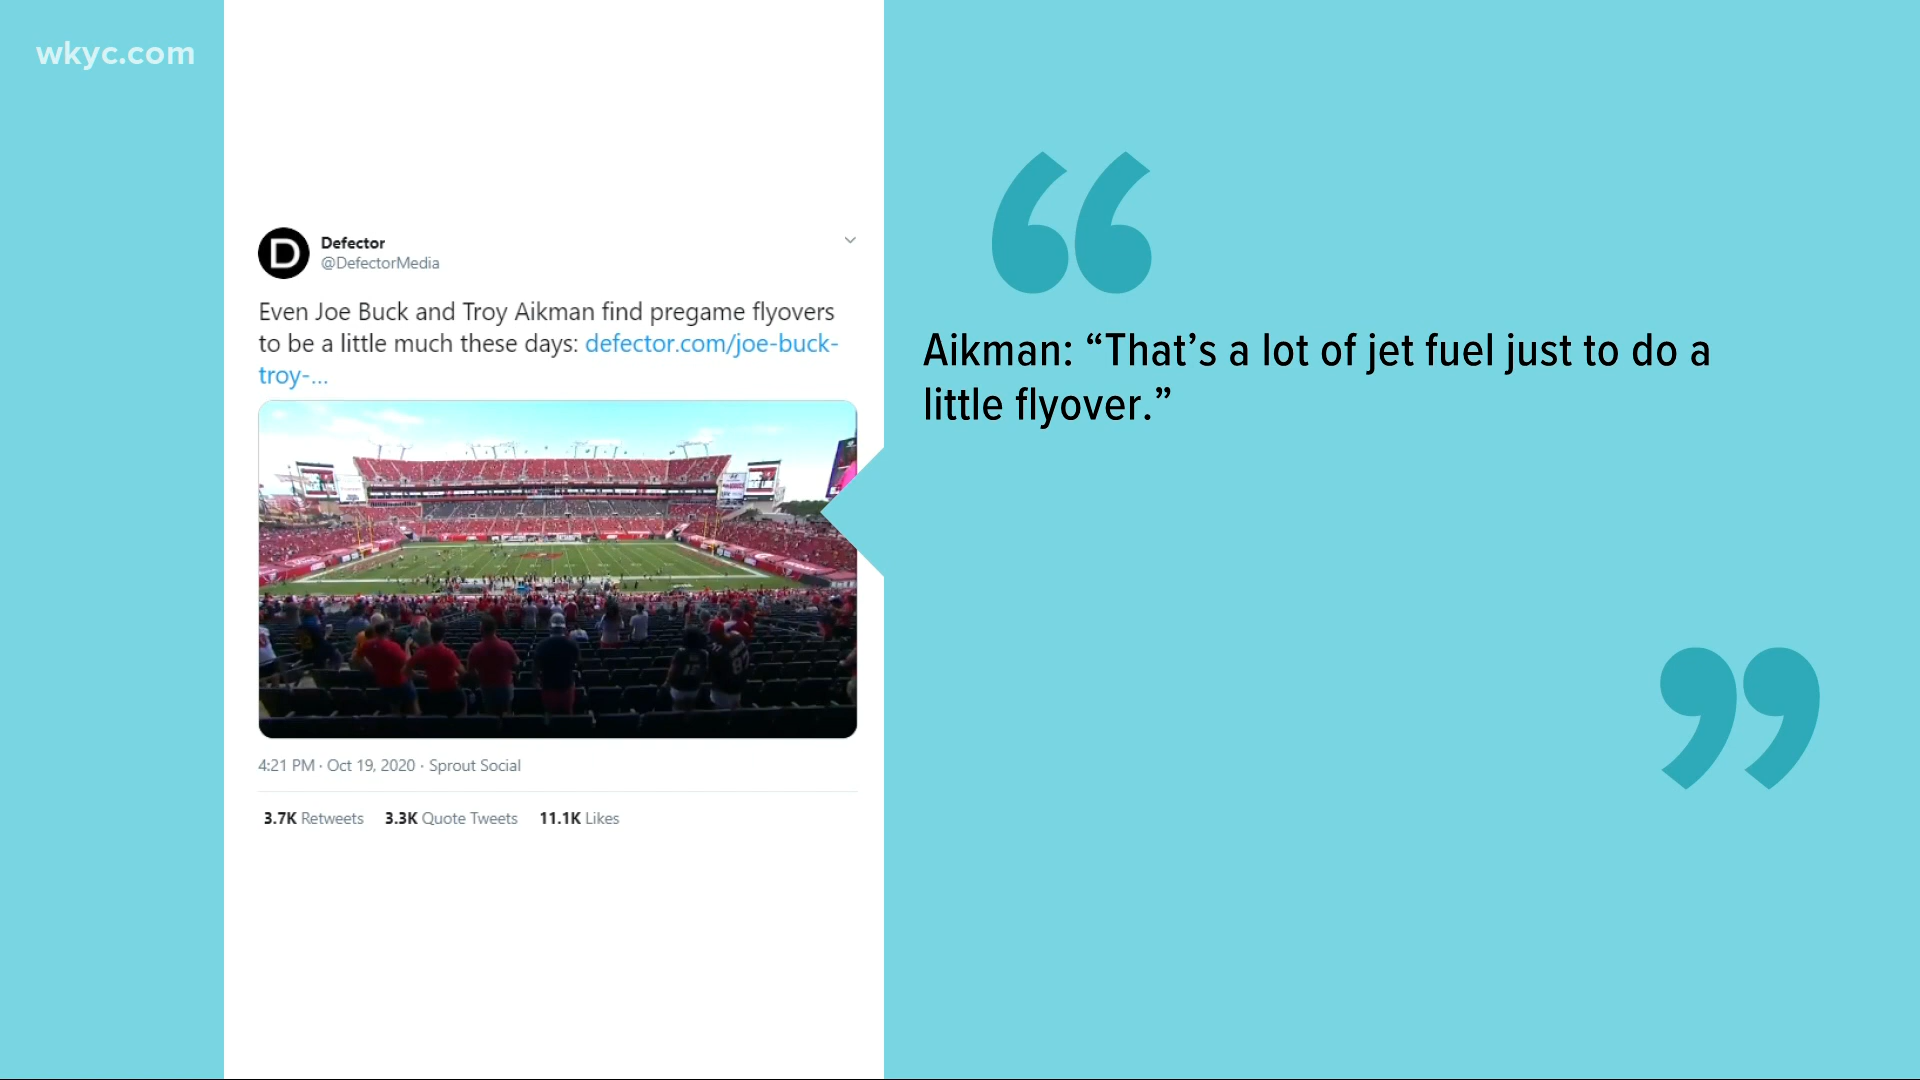 wkyc.com
D
Defector
@DefectorMedia
Even Joe Buck and Troy Aikman find pregame flyovers
to be a little much these days: defector.com/joe-buck-
troy-...
4:21 PM · Oct 19, 2020 · Sprout Social
3.7K Retweets 3.3K Quote Tweets 11.1K Likes
“
Aikman: “That’s a lot of jet fuel just to do a
little flyover.”
”